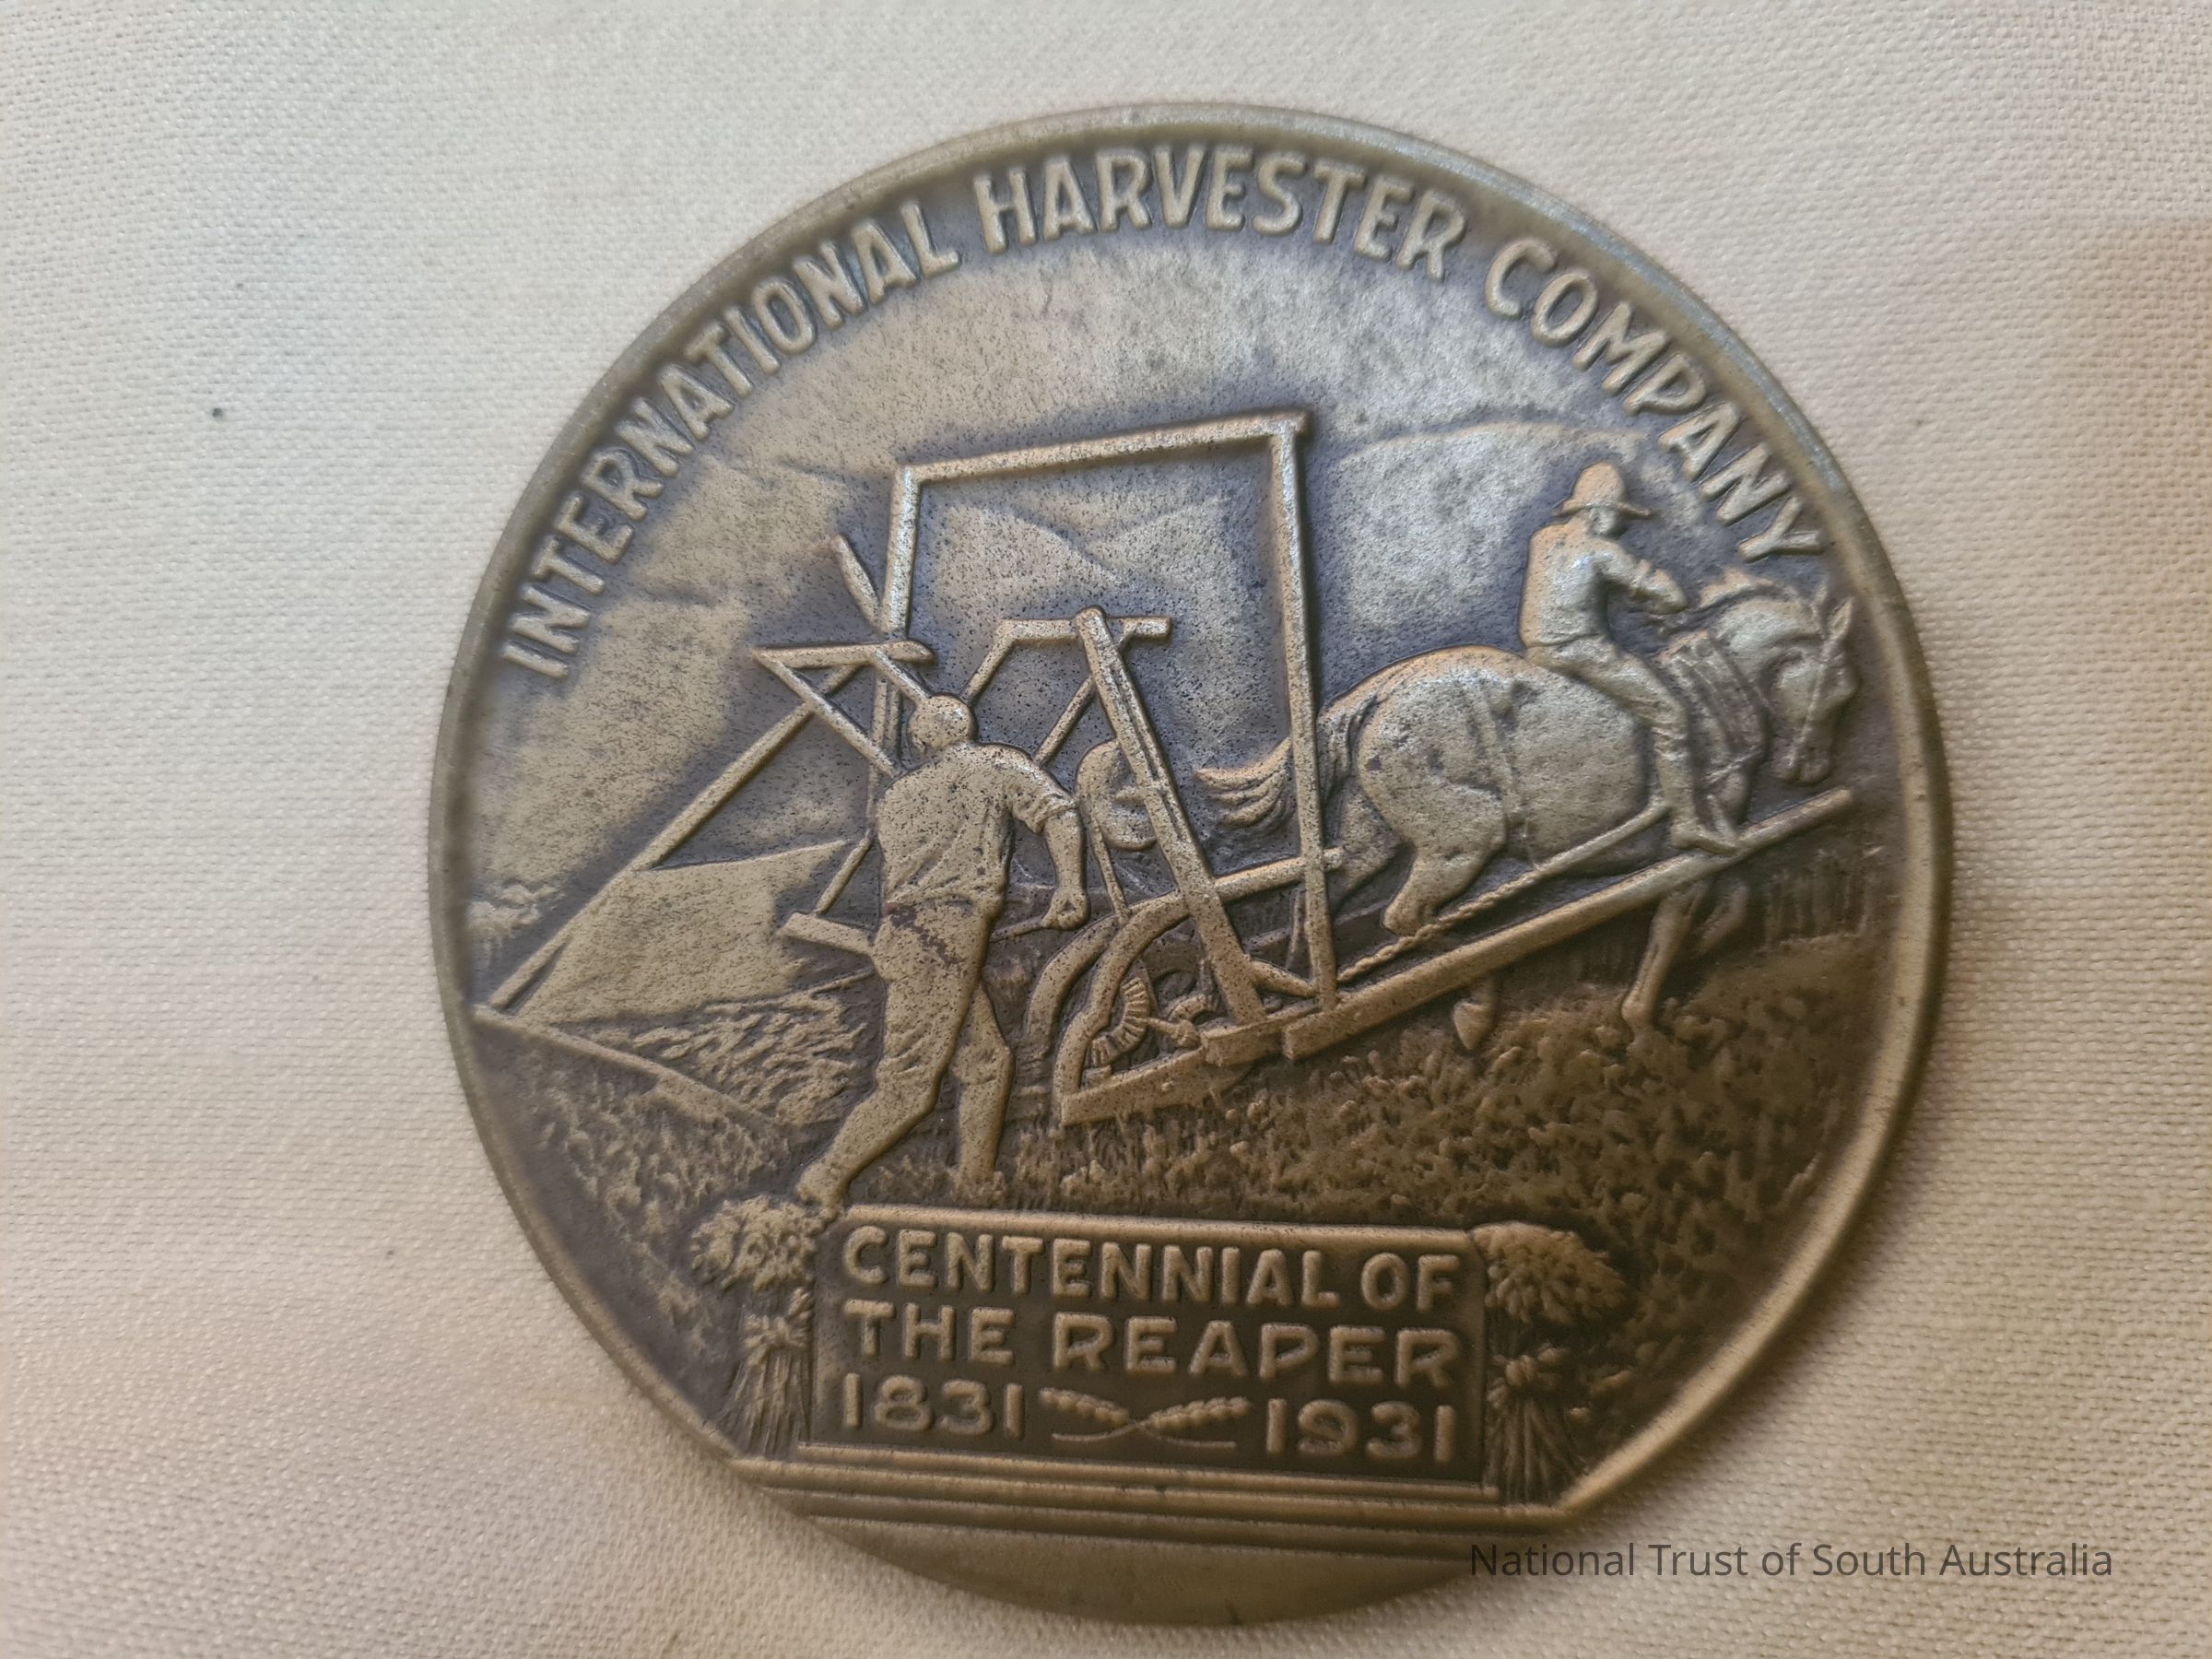 INTERNATIONAL HARVESTER COMPANY
CENTENNIAL OF
THE REAPER
1831 1931
National Trust of South Australia